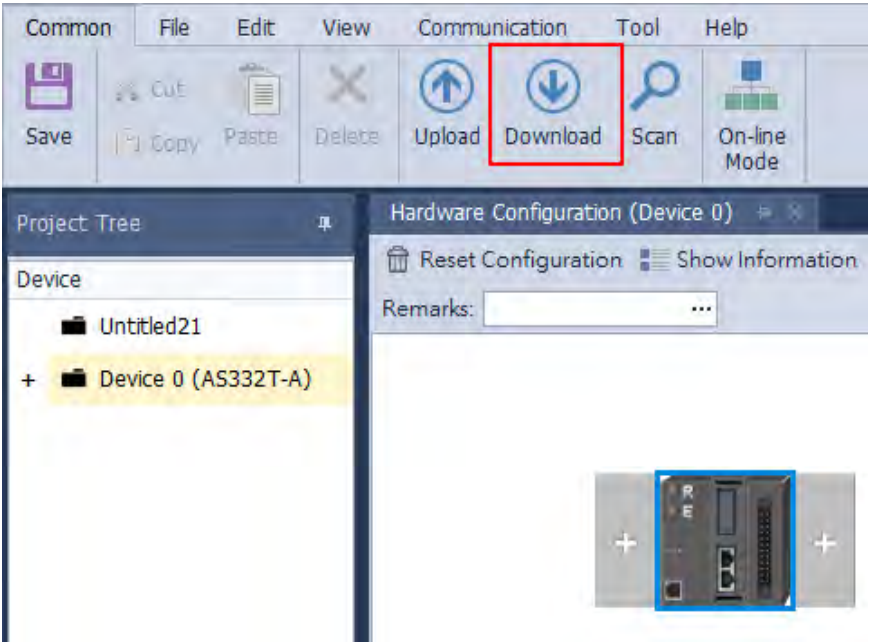 Common File Edit View Communication Tool Help
Save Cut Copy Paste Delete Upload Download Scan On-line
Mode
Project Tree
Hardware Configuration (Device 0)
Device
Reset Configuration Show Information
Untitled21
Remarks: ...
+ Device 0 (AS332T-A)
R
E
+ +